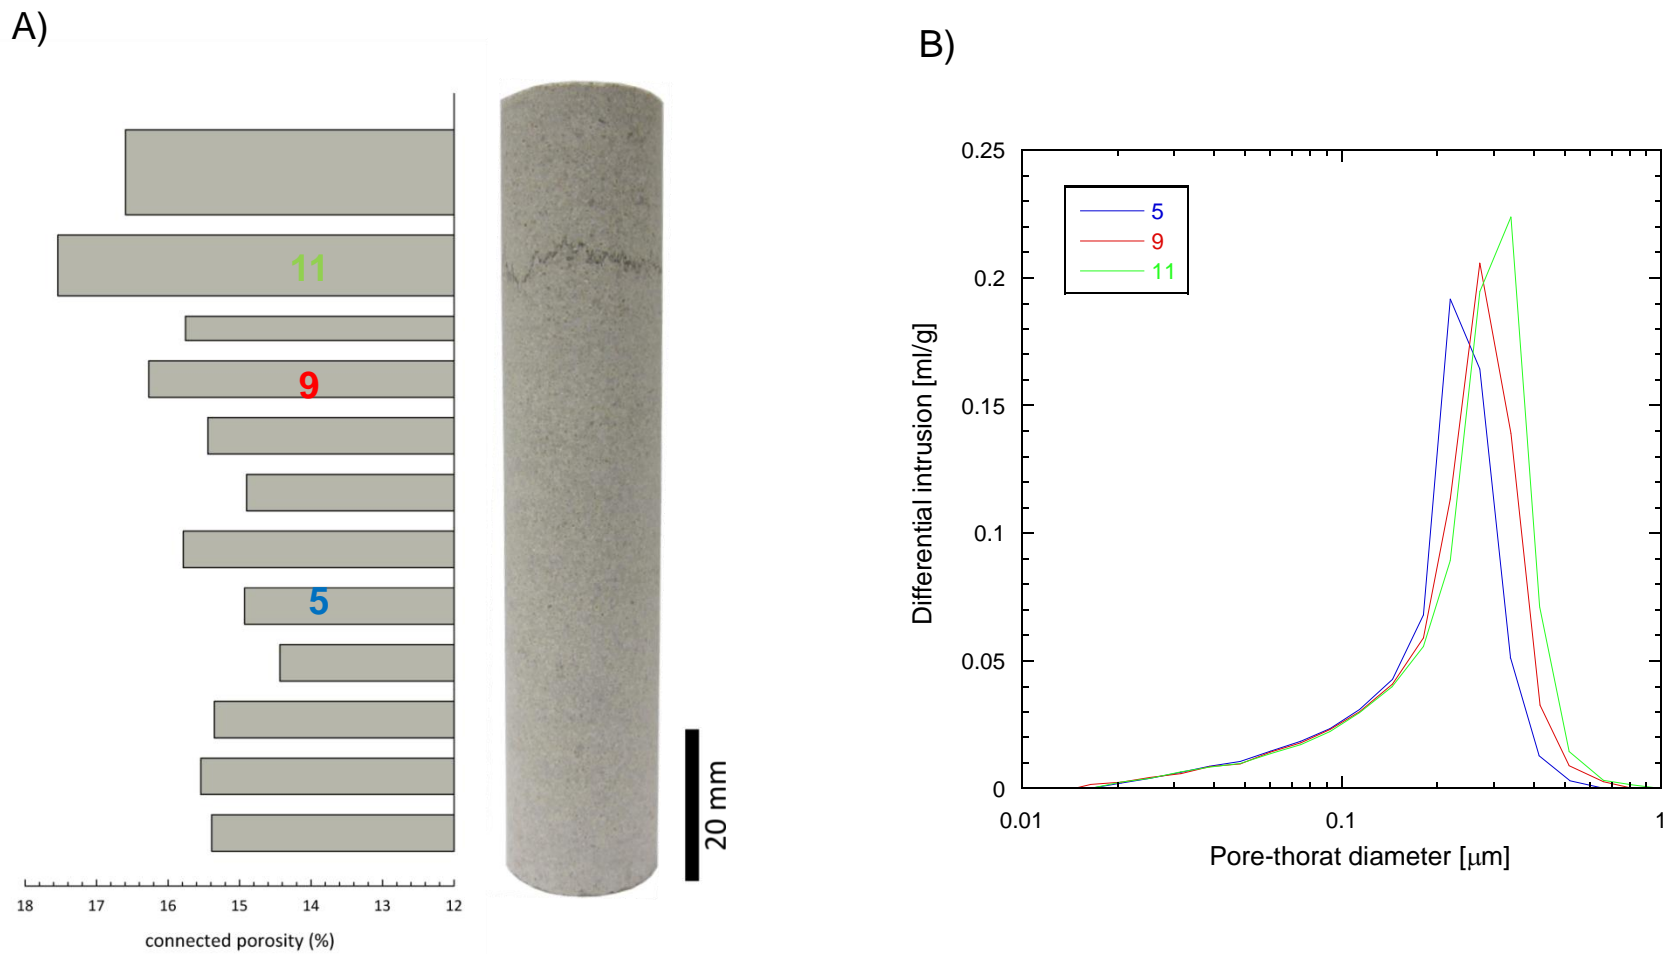 A)
11
9
5
18 17 16 15 14 13 12
connected porosity (%)
20 mm
B)
0.25
0.2
0.15
0.1
0.05
0
5
9
11
0.01 0.1 1
Differential intrusion [ml/g]
Pore-thorat diameter [μm]